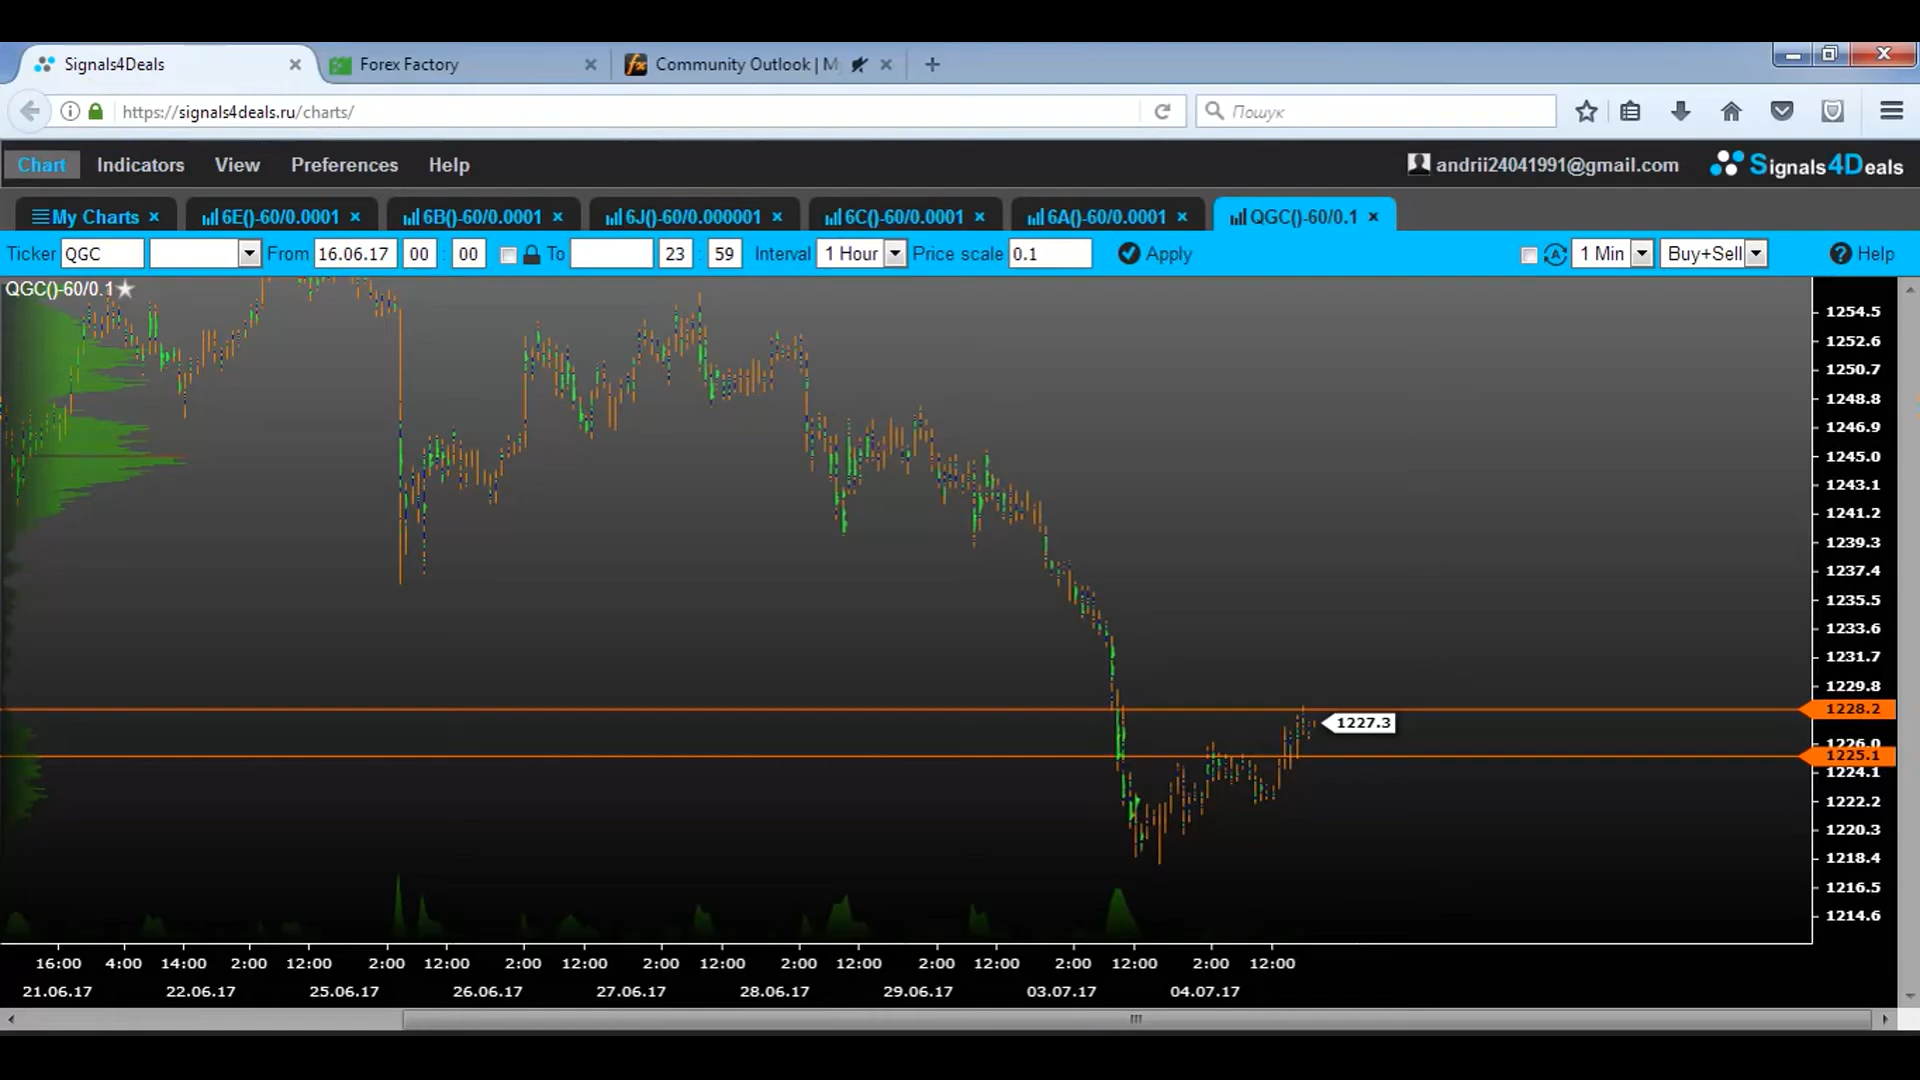 Signals4Deals
Forex Factory
Community Outlook | M
https://signals4deals.ru/charts/
Пошук
Chart Indicators View Preferences Help
andrii24041991@gmail.com
Signals4Deals
My Charts
6E()-60/0.0001
6B()-60/0.0001
6J()-60/0.000001
6C()-60/0.0001
6A()-60/0.0001
QGC()-60/0.1
Ticker QGC From 16.06.17 00 : 00 To 23 : 59 Interval 1 Hour Price scale 0.1 Apply 1 Min Buy+Sell Help
QGC()-60/0.1
1254.5
1252.6
1250.7
1248.8
1246.9
1245.0
1243.1
1241.2
1239.3
1237.4
1235.5
1233.6
1231.7
1229.8
1228.2
1227.3
1226.0
1225.1
1224.1
1222.2
1220.3
1218.4
1216.5
1214.6
16:00 4:00 14:00 2:00 12:00 2:00 12:00 2:00 12:00 2:00 12:00 2:00 12:00 2:00 12:00 2:00 12:00 2:00 12:00
21.06.17 22.06.17 25.06.17 26.06.17 27.06.17 28.06.17 29.06.17 03.07.17 04.07.17